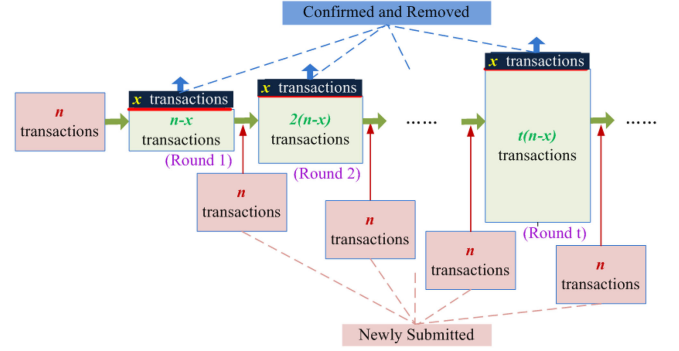 Confirmed and Removed
x transactions
x transactions
x transactions
n
transactions
n-x
transactions
(Round 1)
2(n-x)
transactions
(Round 2)
......
t(n-x)
transactions
(Round t)
......
n
transactions
n
transactions
n
transactions
n
transactions
Newly Submitted